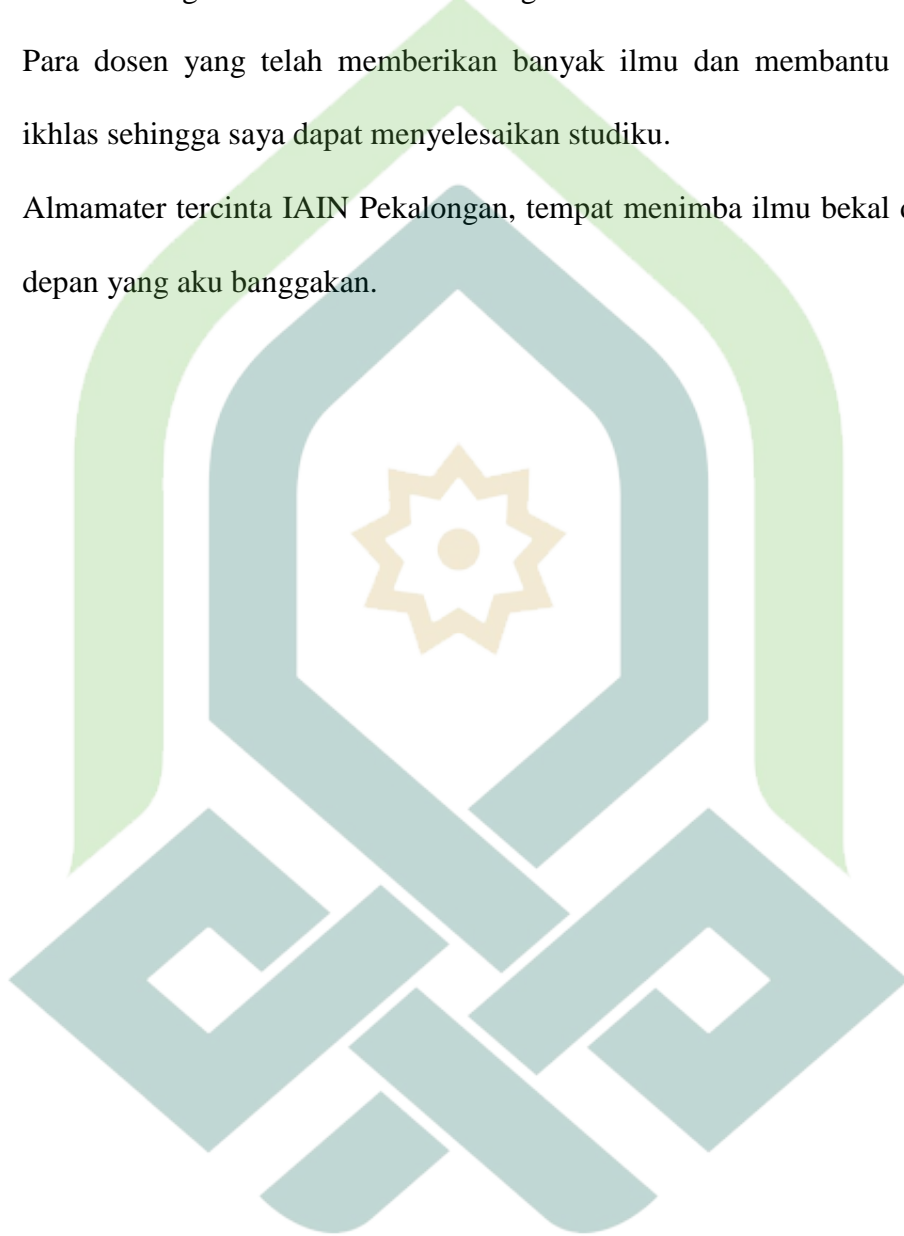 Para dosen yang telah memberikan banyak ilmu dan membantu
ikhlas sehingga saya dapat menyelesaikan studiku.
Almamater tercinta IAIN Pekalongan, tempat menimba ilmu bekal
depan yang aku banggakan.